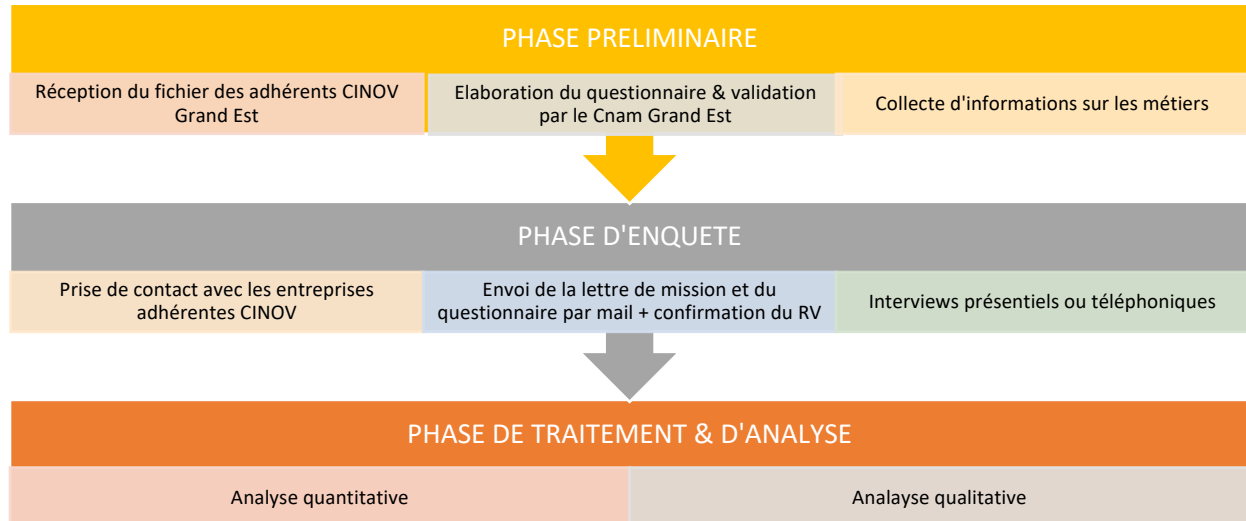 PHASE PRELIMINAIRE
Réception du fichier des adhérents CINOV
Grand Est
Elaboration du questionnaire & validation
par le Cnam Grand Est
Collecte d'informations sur les métiers
PHASE D'ENQUETE
Prise de contact avec les entreprises
adhérentes CINOV
Envoi de la lettre de mission et du
questionnaire par mail + confirmation du RV
Interviews présentiels ou téléphoniques
PHASE DE TRAITEMENT & D'ANALYSE
Analyse quantitative
Analayse qualitative